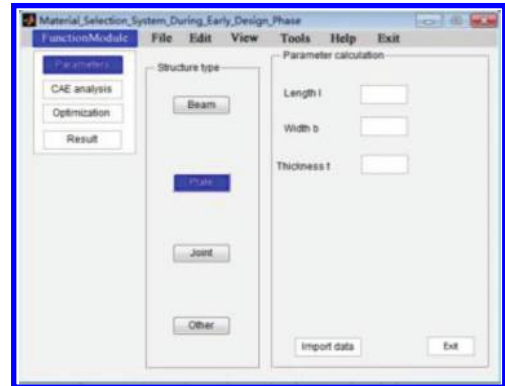 Material_Selection_System_During_Early_Design_Phase
FunctionModule File Edit View Tools Help Exit
Parameters
CAE analysis
Optimization
Result
Structure type
Beam
Plate
Joint
Other
Parameter calculation
Length l
Width b
Thickness t
Import data
Exit